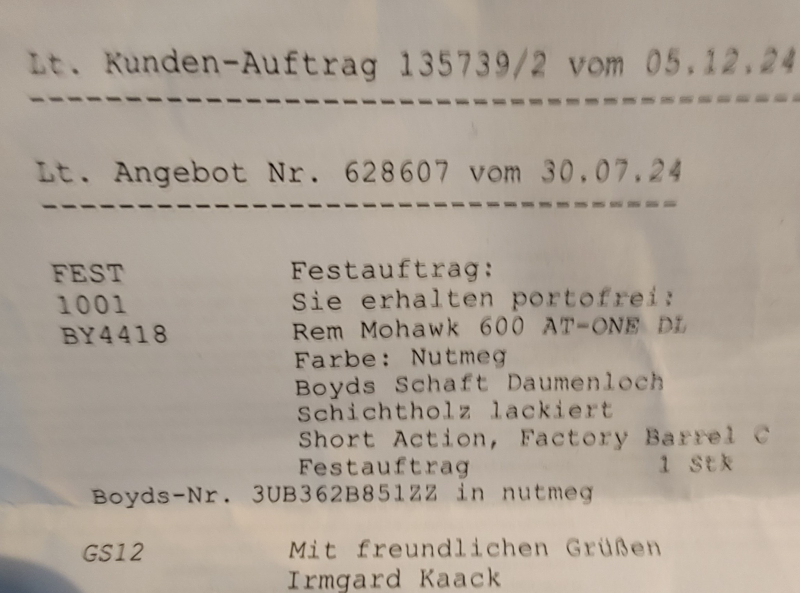 Lt. Kunden-Auftrag 135739/2 vom 05.12.24
----------------------------------------
Lt. Angebot Nr. 628607 vom 30.07.24
-----------------------------------
FEST Festauftrag:
1001 Sie erhalten portofrei:
BY4418 Rem Mohawk 600 AT-ONE DL
Farbe: Nutmeg
Boyds Schaft Daumenloch
Schichtholz lackiert
Short Action, Factory Barrel C
Festauftrag 1 Stk
Boyds-Nr. 3UB362B851ZZ in nutmeg
GS12 Mit freundlichen Grüßen
Irmgard Kaack